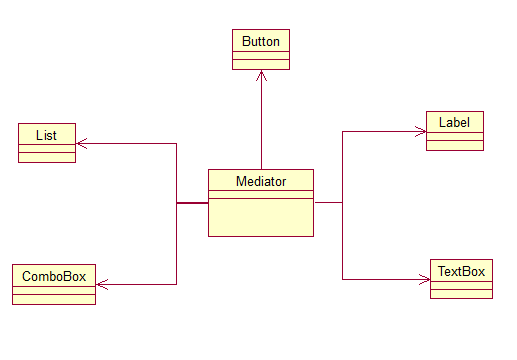 Button
Label
List
Mediator
ComboBox
TextBox